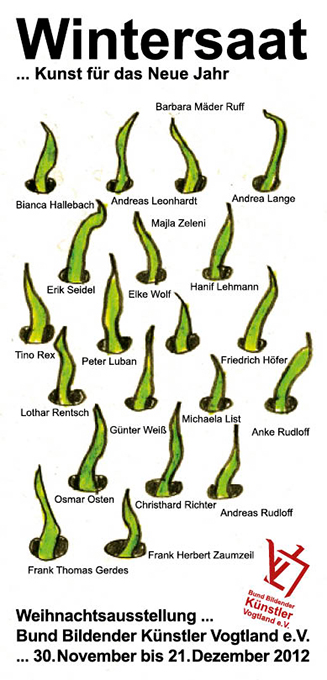 Wintersaat
... Kunst für das Neue Jahr
Barbara Mäder Ruff
Bianca Hallebach
Andreas Leonhardt
Andrea Lange
Majla Zeleni
Erik Seidel
Elke Wolf
Hanif Lehmann
Tino Rex
Peter Luban
Friedrich Höfer
Lothar Rentsch
Michaela List
Günter Weiß
Anke Rudloff
Osmar Osten
Christhard Richter
Andreas Rudloff
Frank Herbert Zaumzeil
Frank Thomas Gerdes
Bund Bildender
Künstler
Vogtland e.V.
Weihnachtsausstellung ...
Bund Bildender Künstler Vogtland e.V.
... 30.November bis 21.Dezember 2012